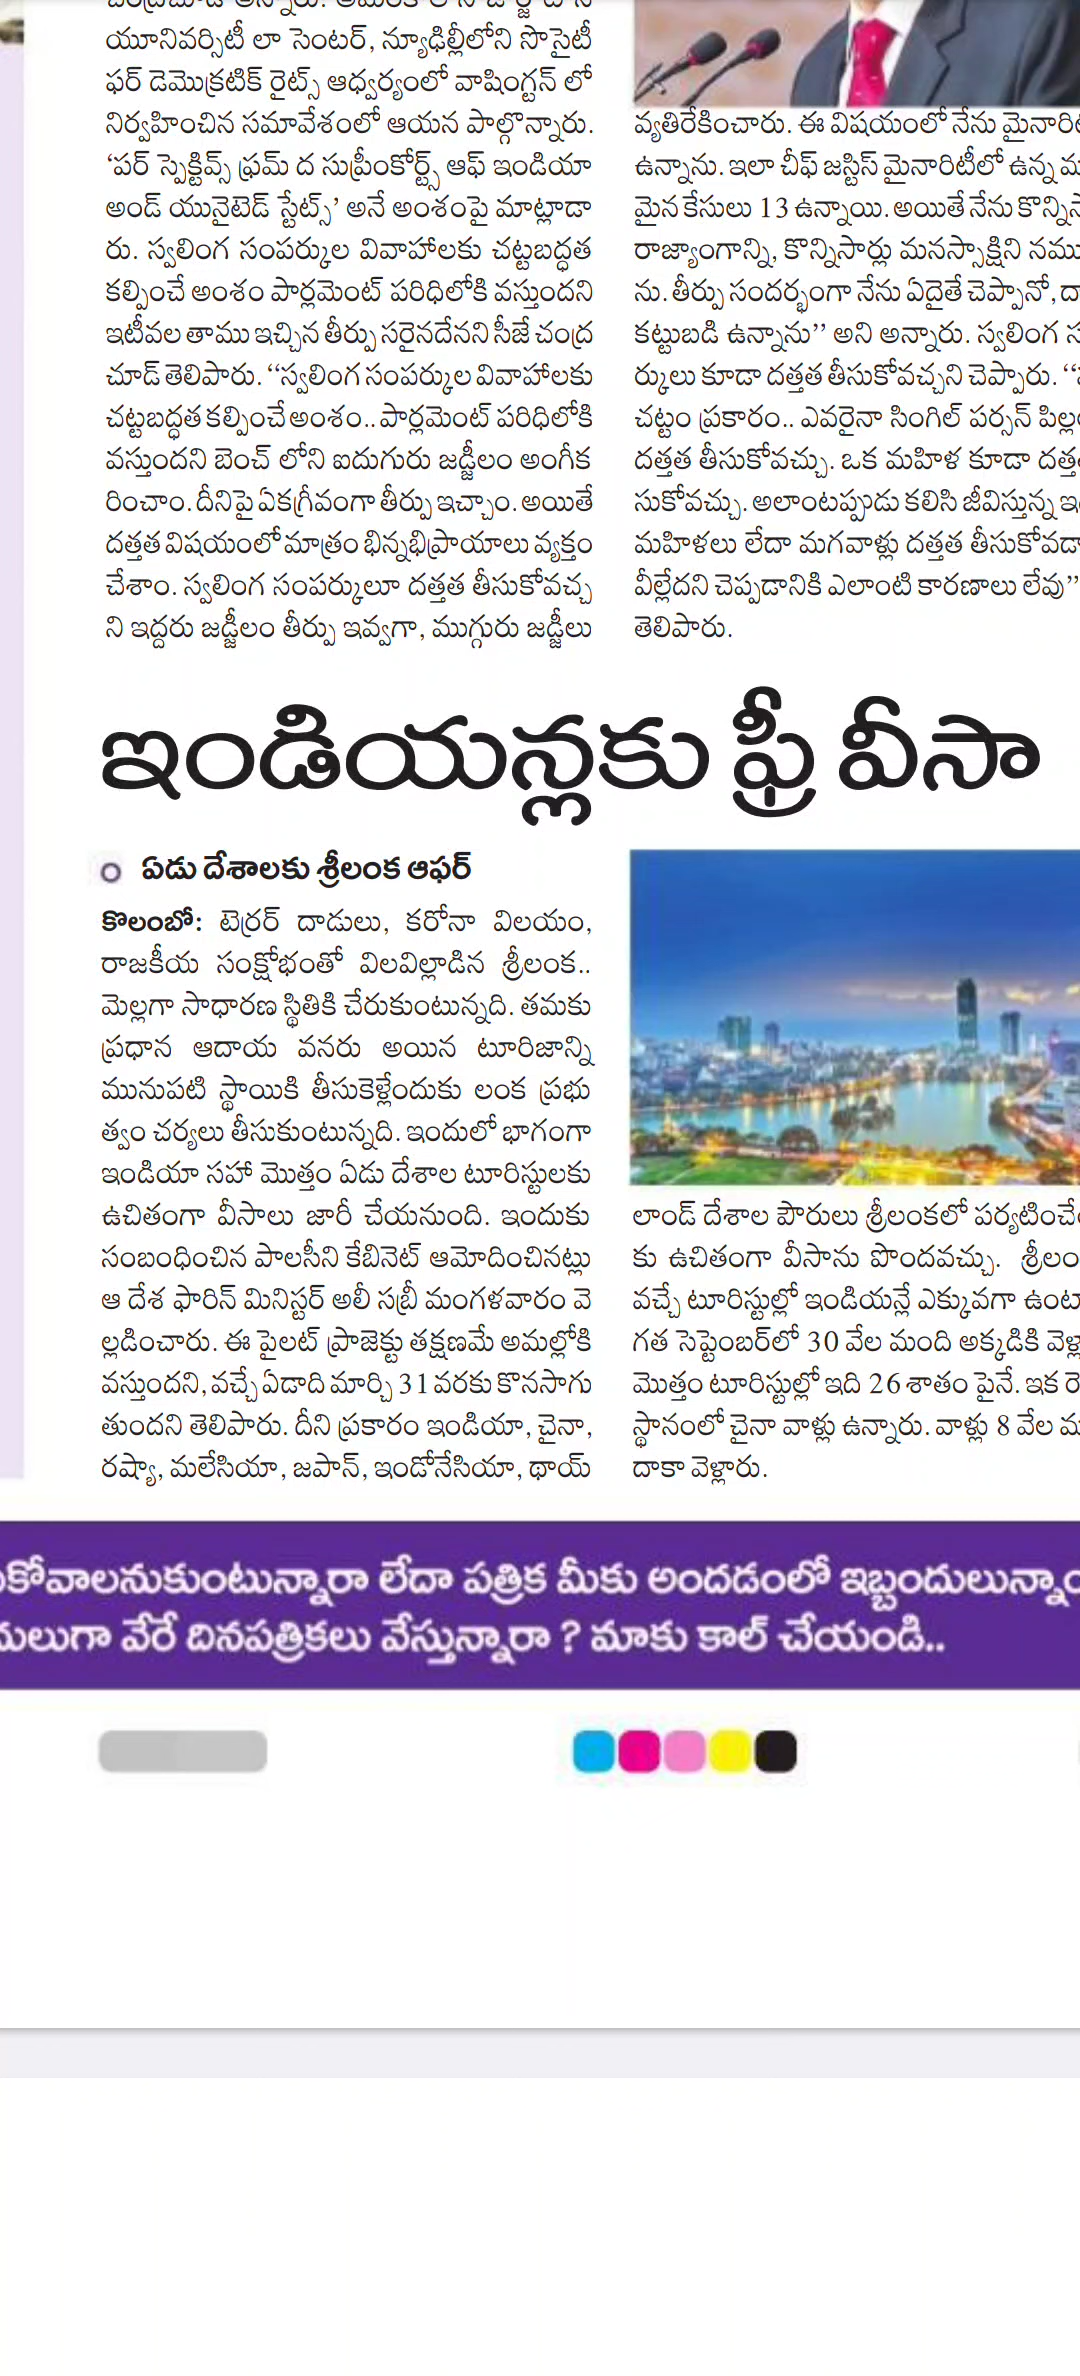 యూనివర్సిటీ లా సెంటర్, న్యూఢిల్లీలోని సొసైటీ
ఫర్ డెమొక్రటిక్ రైట్స్ ఆధ్వర్యంలో వాషింగ్టన్ లో
నిర్వహించిన సమావేశంలో ఆయన పాల్గొన్నారు.
‘పర్ స్పెక్టివ్స్ ఫ్రమ్ ద సుప్రీంకోర్ట్స్ ఆఫ్ ఇండియా
అండ్ యునైటెడ్ స్టేట్స్’ అనే అంశంపై మాట్లాడా
రు. స్వలింగ సంపర్కుల వివాహాలకు చట్టబద్ధత
కల్పించే అంశం పార్లమెంట్ పరిధిలోకి వస్తుందని
ఇటీవల తాము ఇచ్చిన తీర్పు సరైనదేనని సీజే చంద్ర
చూడ్ తెలిపారు. ‘‘స్వలింగ సంపర్కుల వివాహాలకు
చట్టబద్ధత కల్పించే అంశం.. పార్లమెంట్ పరిధిలోకి
వస్తుందని బెంచ్ లోని ఐదుగురు జడ్జీలం అంగీక
రించాం. దీనిపై ఏకగ్రీవంగా తీర్పు ఇచ్చాం. అయితే
దత్తత విషయంలో మాత్రం భిన్నభిప్రాయాలు వ్యక్తం
చేశాం. స్వలింగ సంపర్కులూ దత్తత తీసుకోవచ్చ
ని ఇద్దరు జడ్జీలం తీర్పు ఇవ్వగా, ముగ్గురు జడ్జీలు
వ్యతిరేకించారు. ఈ విషయంలో నేను
ఉన్నాను. ఇలా చీఫ్ జస్టిస్ మైనారిటీలో ఉన్న
మైన కేసులు 13 ఉన్నాయి. అయితే నేను
రాజ్యాంగాన్ని, కొన్నిసార్లు మనస్సాక్షిని
ను. తీర్పు సందర్భంగా నేను ఏదైతే చెప్పానో,
కట్టుబడి ఉన్నాను’’ అని అన్నారు. స్వలింగ
ర్కులు కూడా దత్తత తీసుకోవచ్చని చెప్పారు.
చట్టం ప్రకారం.. ఎవరైనా సింగిల్ పర్సన్
దత్తత తీసుకోవచ్చు. ఒక మహిళ కూడా
సుకోవచ్చు. అలాంటప్పుడు కలిసి జీవిస్తున్న
మహిళలు లేదా మగవాళ్లు దత్తత
వీల్లేదని చెప్పడానికి ఎలాంటి కారణాలు లేవు’’
తెలిపారు.
ఇండియన్లకు ఫ్రీ వీసా
ఏడు దేశాలకు శ్రీలంక ఆఫర్
కొలంబో: టెర్రర్ దాడులు, కరోనా విలయం,
రాజకీయ సంక్షోభంతో విలవిల్లాడిన శ్రీలంక..
మెల్లగా సాధారణ స్థితికి చేరుకుంటున్నది. తమకు
ప్రధాన ఆదాయ వనరు అయిన టూరిజాన్ని
మునుపటి స్థాయికి తీసుకెళ్లేందుకు లంక ప్రభు
త్వం చర్యలు తీసుకుంటున్నది. ఇందులో భాగంగా
ఇండియా సహా మొత్తం ఏడు దేశాల టూరిస్టులకు
ఉచితంగా వీసాలు జారీ చేయనుంది. ఇందుకు
సంబంధించిన పాలసీని కేబినెట్ ఆమోదించినట్లు
ఆ దేశ ఫారిన్ మినిస్టర్ అలీ సబ్రీ మంగళవారం వె
ల్లడించారు. ఈ పైలట్ ప్రాజెక్టు తక్షణమే అమల్లోకి
వస్తుందని, వచ్చే ఏడాది మార్చి 31 వరకు కొనసాగు
తుందని తెలిపారు. దీని ప్రకారం ఇండియా, చైనా,
రష్యా, మలేసియా, జపాన్, ఇండోనేసియా, థాయ్
లాండ్ దేశాల పౌరులు శ్రీలంకలో
కు ఉచితంగా వీసాను పొందవచ్చు.
వచ్చే టూరిస్టుల్లో ఇండియన్లే ఎక్కువగా
గత సెప్టెంబర్‌లో 30 వేల మంది అక్కడికి
మొత్తం టూరిస్టుల్లో ఇది 26 శాతం పైనే. ఇక
స్థానంలో చైనా వాళ్లు ఉన్నారు. వాళ్లు 8 వేల
దాకా వెళ్లారు.
లేదా పత్రిక మీకు అందడంలో
వేరే దినపత్రికలు వేస్తున్నారా ? మాకు కాల్ చేయండి..